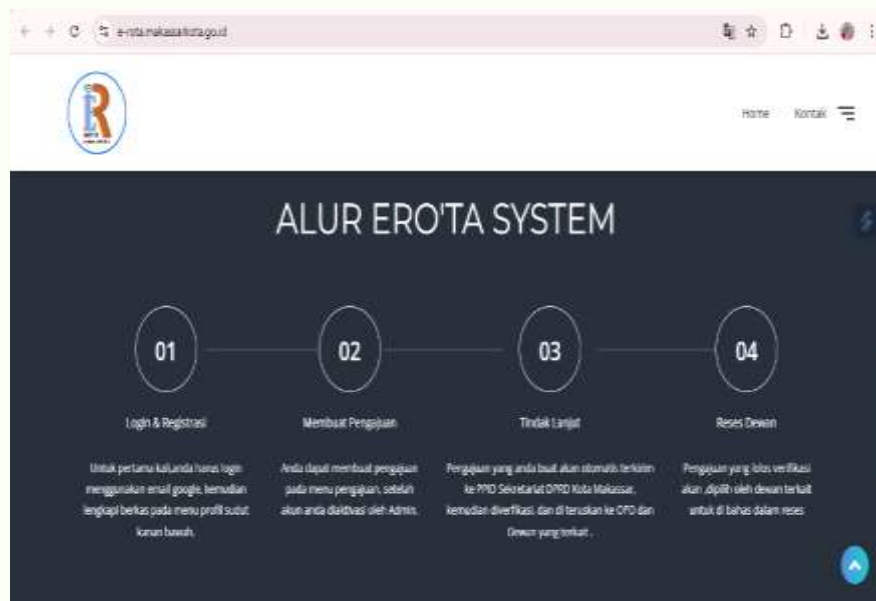 e-rota.makassarkota.go.id
ER
Home
Kontak
ALUR ERO'TA SYSTEM
01
02
03
04
Login & Registrasi
Membuat Pengajuan
Tindak Lanjut
Reses Dewan
Untuk pertama kali,anda harus login
menggunakan email google, kemudian
lengkapi berkas pada menu profil sudut
kanan bawah.
Anda dapat membuat pengajuan
pada menu pengajuan, setelah
akun anda diaktivasi oleh Admin.
Pengajuan yang anda buat akan otomatis terkirim
ke PPID Sekretariat DPRD Kota Makassar,
kemudian diverfikasi, dan di teruskan ke OPD dan
Dewan yang terkait .
Pengajuan yang lolos verifikasi
akan ,dipilih oleh dewan terkait
untuk di bahas dalam reses